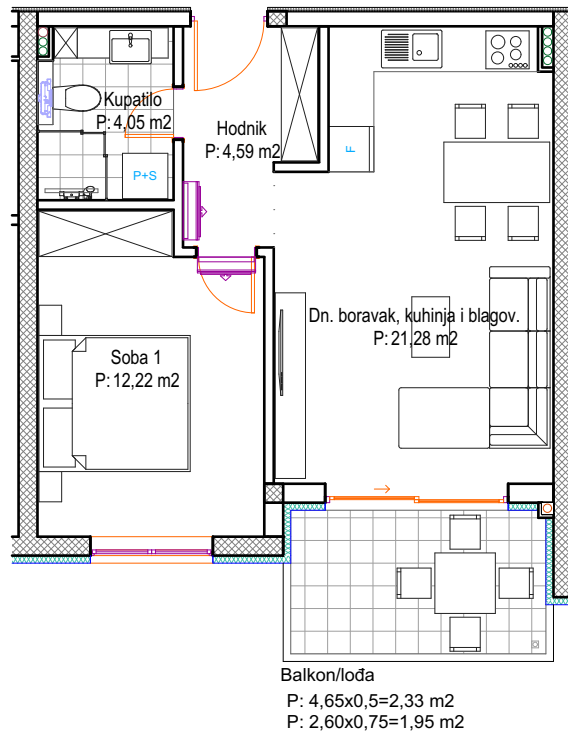 Kupatilo
P: 4,05 m2
Hodnik
P: 4,59 m2
P+S
F
Dn. boravak, kuhinja i blagov.
P: 21,28 m2
Soba 1
P: 12,22 m2
Balkon/lođa
P: 4,65x0,5=2,33 m2
P: 2,60x0,75=1,95 m2